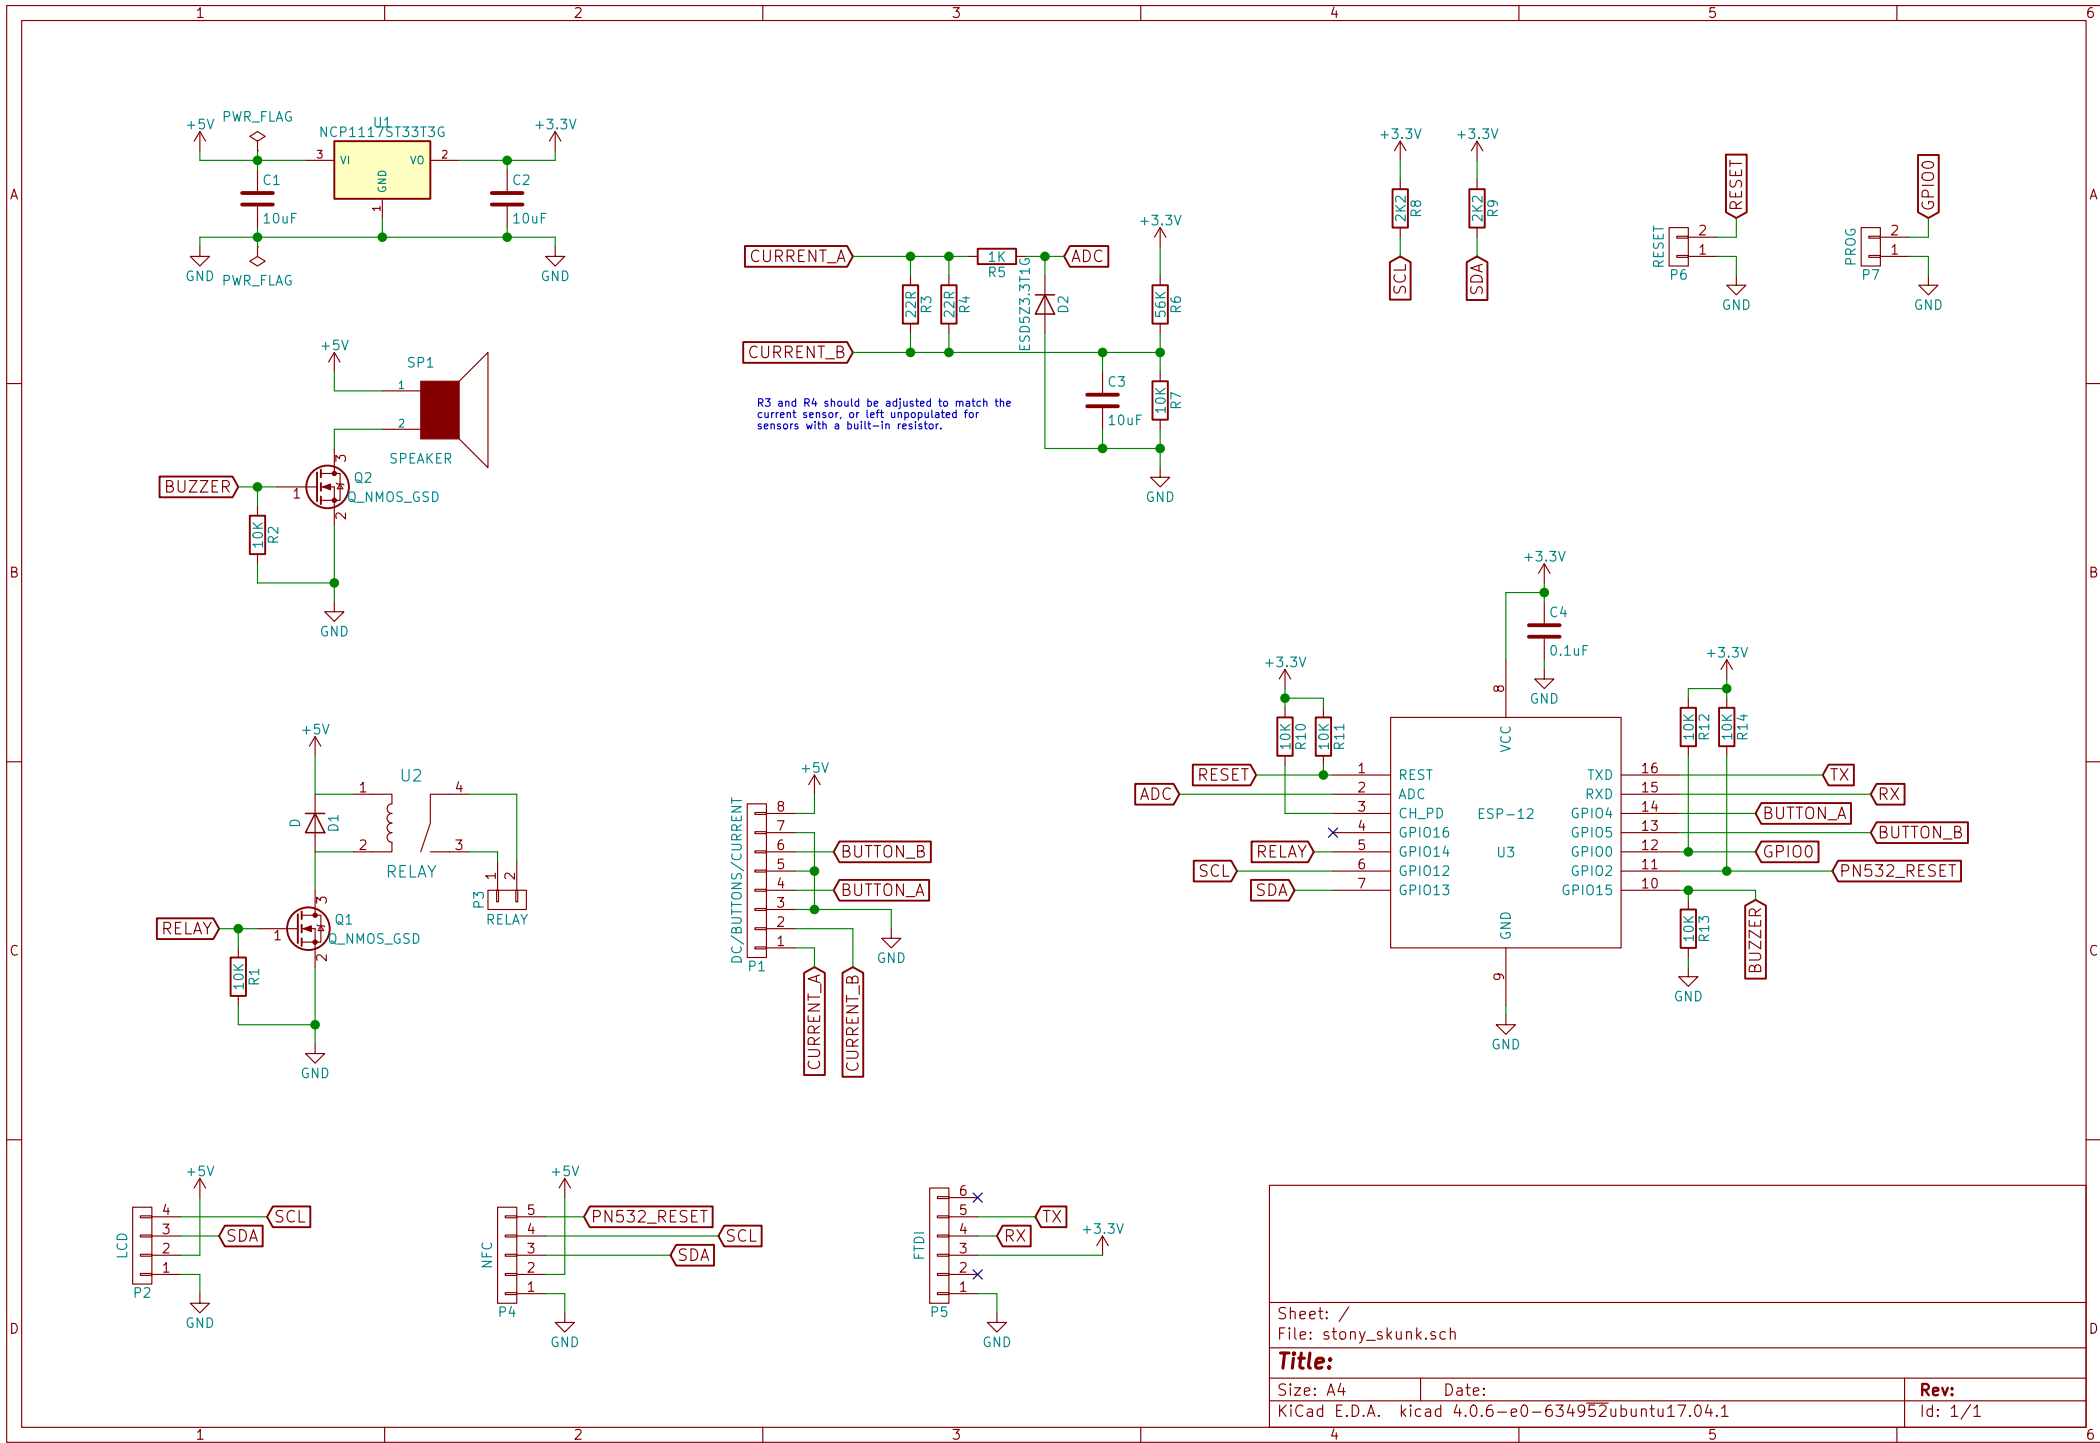 1 2 3 4 5 6
A
B
C
D
A
B
C
D
1 2 3 4 5 6
+5V
PWR_FLAG
U1
NCP1117ST33T3G
+3.3V
3
VI
VO
2
GND
1
C1
10uF
C2
10uF
GND
PWR_FLAG
GND
+5V
SP1
1
2
SPEAKER
BUZZER
1
3
2
Q2
Q_NMOS_GSD
10K
R2
GND
+5V
D
D1
U2
1
2
4
3
RELAY
1
2
P3
RELAY
RELAY
1
3
2
Q1
Q_NMOS_GSD
10K
R1
GND
CURRENT_A
22R
R3
22R
R4
1K
R5
ADC
ESD5Z3.3T1G
D2
+3.3V
56K
R6
CURRENT_B
C3
10uF
10K
R7
GND
R3 and R4 should be adjusted to match the
current sensor, or left unpopulated for
sensors with a built-in resistor.
+3.3V
2K2
R8
SCL
+3.3V
2K2
R9
SDA
RESET
RESET
2
1
P6
GND
GPIO0
PROG
2
1
P7
GND
+5V
DC/BUTTONS/CURRENT
8
7
6
5
4
3
2
1
P1
BUTTON_B
BUTTON_A
GND
CURRENT_A
CURRENT_B
+3.3V
C4
0.1uF
GND
8
VCC
+3.3V
10K
R10
10K
R11
RESET
ADC
RELAY
SCL
SDA
1 REST
2 ADC
3 CH_PD
4 GPIO16
5 GPIO14
6 GPIO12
7 GPIO13
ESP-12
U3
GND
9
GND
TXD 16
RXD 15
GPIO4 14
GPIO5 13
GPIO0 12
GPIO2 11
GPIO15 10
+3.3V
10K
R12
10K
R14
TX
RX
BUTTON_A
BUTTON_B
GPIO0
PN532_RESET
10K
R13
GND
BUZZER
+5V
LCD
4
3
2
1
P2
SCL
SDA
GND
+5V
NFC
5
4
3
2
1
P4
PN532_RESET
SCL
SDA
GND
FTDI
6
5
4
3
2
1
P5
TX
RX
+3.3V
GND
Sheet: /
File: stony_skunk.sch
Title:
Size: A4 Date: Rev:
KiCad E.D.A. kicad 4.0.6-e0-634952ubuntu17.04.1 Id: 1/1